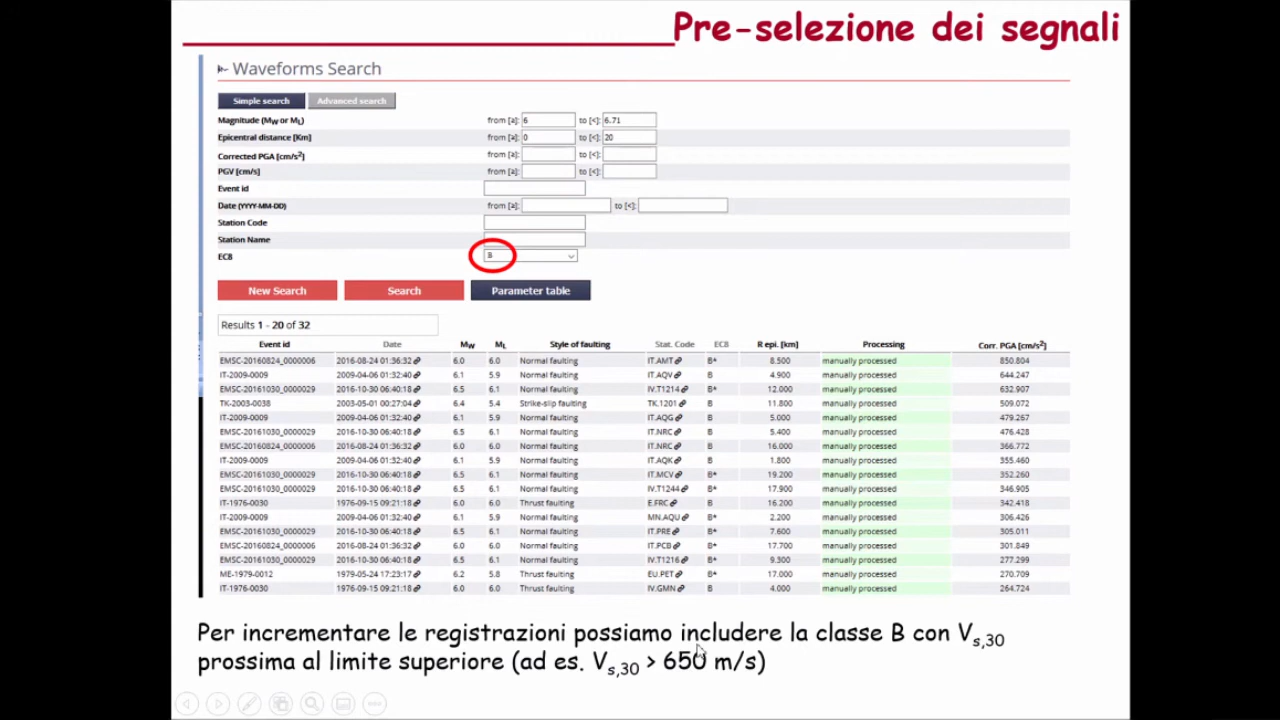 Pre-selezione dei segnali
Waveforms Search
Simple search Advanced search
Magnitude (MW or ML) from [≥]: 6 to [<]: 6.71
Epicentral distance [Km] from [≥]: 0 to [<]: 20
Corrected PGA [cm/s²] from [≥]: to [<]:
PGV [cm/s] from [≥]: to [<]:
Event id
Date (YYYY-MM-DD) from [≥]: to [<]:
Station Code
Station Name
EC8 B
New Search Search Parameter table
Results 1 - 20 of 32
Event id Date MW ML Style of faulting Stat. Code EC8 R epi. [km] Processing Corr. PGA [cm/s²]
EMSC-20160824_0000006 2016-08-24 01:36:32 6.0 6.0 Normal faulting IT.AMT B* 8.500 manually processed 850.804
IT-2009-0009 2009-04-06 01:32:40 6.1 5.9 Normal faulting IT.AQV B 4.900 manually processed 644.247
EMSC-20161030_0000029 2016-10-30 06:40:18 6.5 6.1 Normal faulting IV.T1214 B* 12.000 manually processed 632.907
TK-2003-0038 2003-05-01 00:27:04 6.4 5.4 Strike-slip faulting TK.1201 B 11.800 manually processed 509.072
IT-2009-0009 2009-04-06 01:32:40 6.1 5.9 Normal faulting IT.AQG B 5.000 manually processed 479.267
EMSC-20161030_0000029 2016-10-30 06:40:18 6.5 6.1 Normal faulting IT.NRC B 5.400 manually processed 476.428
EMSC-20160824_0000006 2016-08-24 01:36:32 6.0 6.0 Normal faulting IT.NRC B 16.000 manually processed 366.772
IT-2009-0009 2009-04-06 01:32:40 6.1 5.9 Normal faulting IT.AQK B 1.800 manually processed 355.460
EMSC-20161030_0000029 2016-10-30 06:40:18 6.5 6.1 Normal faulting IT.MCV B* 19.200 manually processed 352.260
EMSC-20161030_0000029 2016-10-30 06:40:18 6.5 6.1 Normal faulting IV.T1244 B* 17.900 manually processed 346.905
IT-1976-0030 1976-09-15 09:21:18 6.0 6.0 Thrust faulting E.FRC B 16.200 manually processed 342.418
IT-2009-0009 2009-04-06 01:32:40 6.1 5.9 Normal faulting MN.AQU B* 2.200 manually processed 306.426
EMSC-20161030_0000029 2016-10-30 06:40:18 6.5 6.1 Normal faulting IT.PRE B* 7.600 manually processed 305.011
EMSC-20160824_0000006 2016-08-24 01:36:32 6.0 6.0 Normal faulting IT.PCB B* 17.700 manually processed 301.849
EMSC-20161030_0000029 2016-10-30 06:40:18 6.5 6.1 Normal faulting IV.T1216 B* 9.300 manually processed 277.299
ME-1979-0012 1979-05-24 17:23:17 6.2 5.8 Thrust faulting EU.PET B* 17.000 manually processed 270.709
IT-1976-0030 1976-09-15 09:21:18 6.0 6.0 Thrust faulting IV.GMN B 4.000 manually processed 264.724
Per incrementare le registrazioni possiamo includere la classe B con Vs,30
prossima al limite superiore (ad es. Vs,30 > 650 m/s)